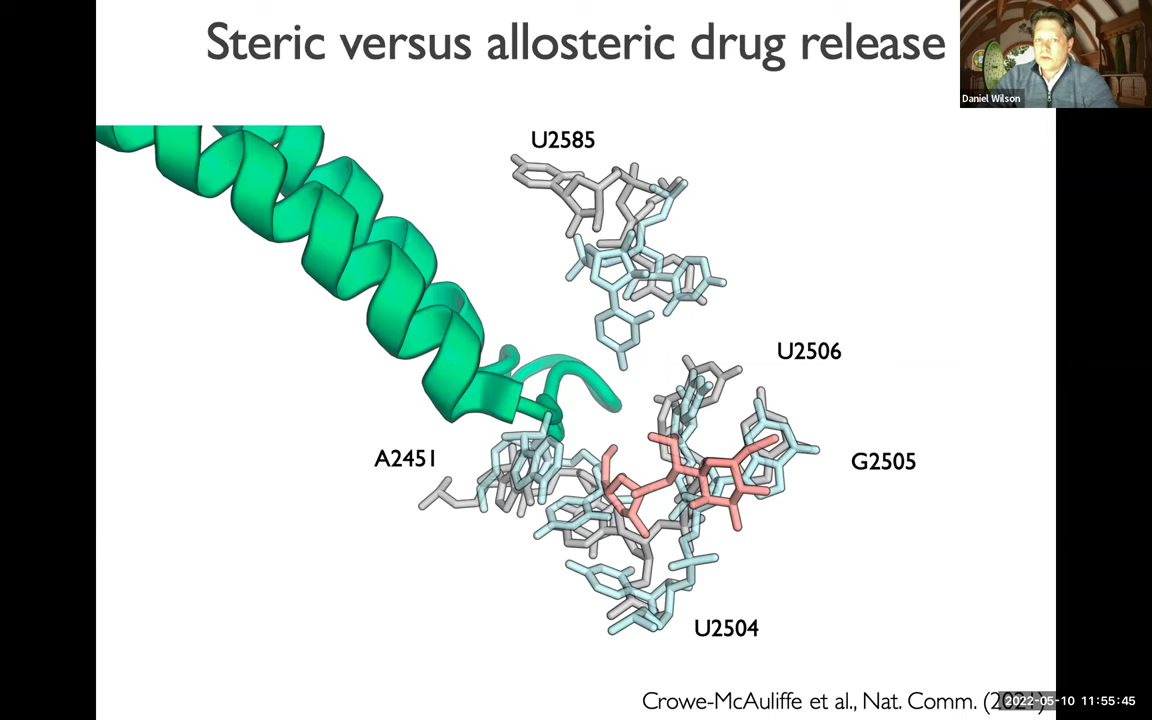 Steric versus allosteric drug release
Daniel Wilson
U2585
U2506
A2451
G2505
U2504
Crowe-McAuliffe et al., Nat. Comm. (2021)
2022-05-10 11:55:45